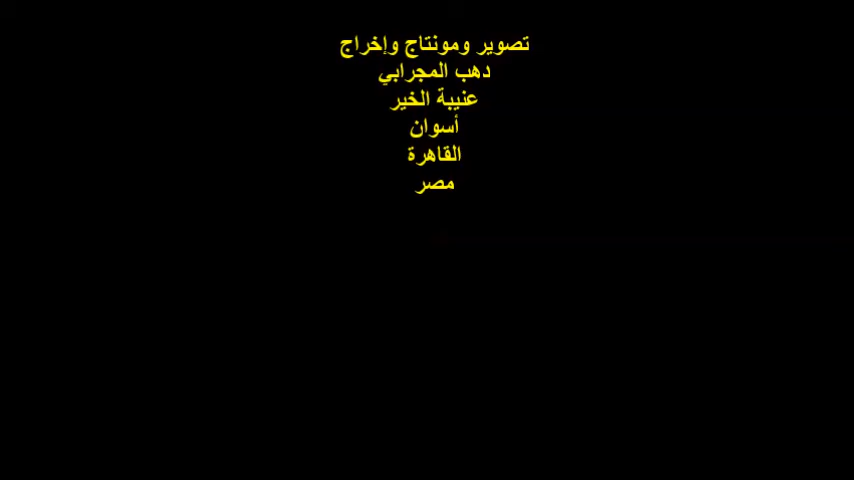 تصوير ومونتاج وإخراج
دهب المجرابي
عنيبة الخير
أسوان
القاهرة
مصر